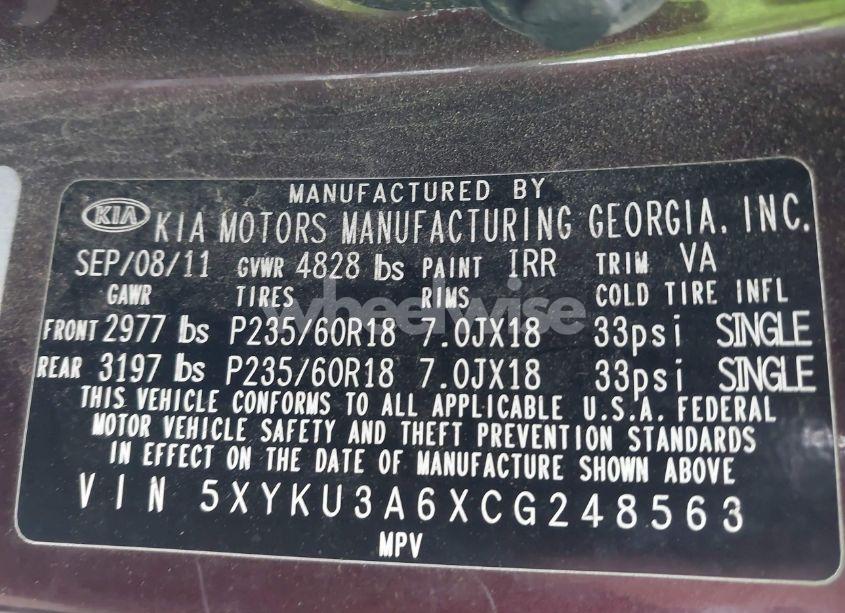 MANUFACTURED BY
KIA KIA MOTORS MANUFACTURING GEORGIA, INC.
SEP/08/11 GVWR 4828 lbs PAINT IRR TRIM VA
GAWR TIRES RIMS COLD TIRE INFL
FRONT 2977 lbs P235/60R18 7.0JX18 33psi SINGLE
REAR 3197 lbs P235/60R18 7.0JX18 33psi SINGLE
THIS VEHICLE CONFORMS TO ALL APPLICABLE U.S.A. FEDERAL
MOTOR VEHICLE SAFETY AND THEFT PREVENTION STANDARDS
IN EFFECT ON THE DATE OF MANUFACTURE SHOWN ABOVE
VIN 5XYKU3A6XCG248563
MPV
wheelwise